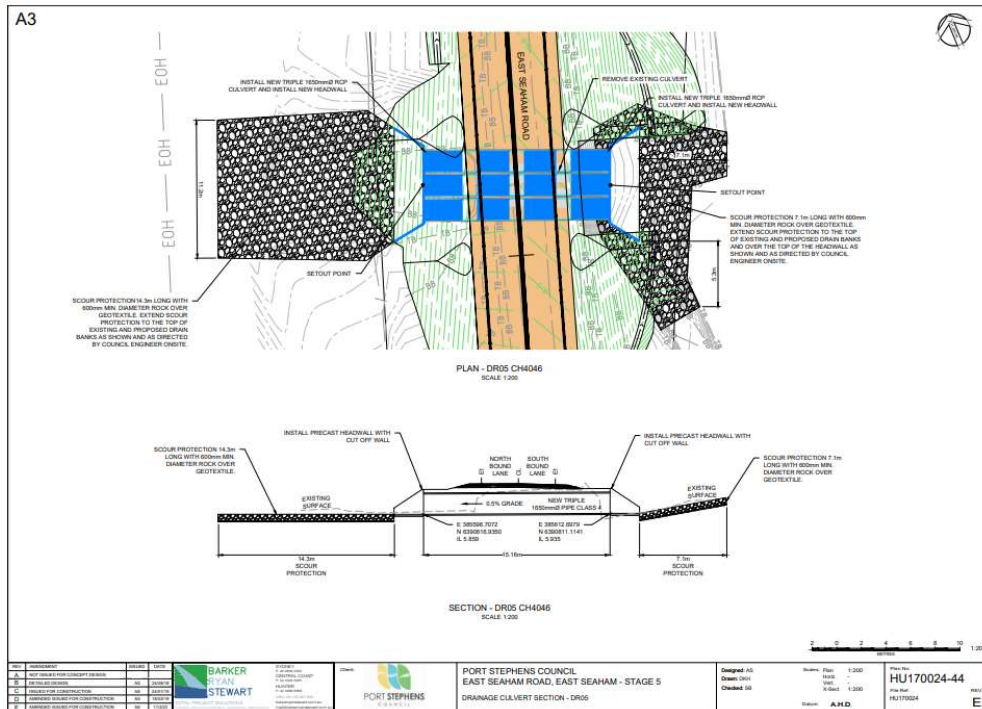 A3
EOH
EOH
EOH
EAST SEAHAM ROAD
INSTALL NEW TRIPLE 1650mmØ RCP
CULVERT AND INSTALL NEW HEADWALL
REMOVE EXISTING CULVERT
INSTALL NEW TRIPLE 1650mmØ RCP
CULVERT AND INSTALL NEW HEADWALL
11.2m
17.1m
SETOUT POINT
SCOUR PROTECTION 7.1m LONG WITH 600mm
MIN. DIAMETER ROCK OVER GEOTEXTILE.
EXTEND SCOUR PROTECTION TO THE TOP
OF EXISTING AND PROPOSED DRAIN BANKS
AND OVER THE TOP OF THE HEADWALL AS
SHOWN AND AS DIRECTED BY COUNCIL
ENGINEER ONSITE.
5.3m
SETOUT POINT
SCOUR PROTECTION 14.3m LONG WITH
600mm MIN. DIAMETER ROCK OVER
GEOTEXTILE. EXTEND SCOUR
PROTECTION TO THE TOP OF
EXISTING AND PROPOSED DRAIN
BANKS AS SHOWN AND AS DIRECTED
BY COUNCIL ENGINEER ONSITE.
PLAN - DR05 CH4046
SCALE 1:200
INSTALL PRECAST HEADWALL WITH
CUT OFF WALL
INSTALL PRECAST HEADWALL WITH
CUT OFF WALL
SCOUR PROTECTION 14.3m
LONG WITH 600mm MIN.
DIAMETER ROCK OVER
GEOTEXTILE.
SCOUR PROTECTION 7.1m
LONG WITH 600mm MIN.
DIAMETER ROCK OVER
GEOTEXTILE.
NORTH
BOUND
LANE
SOUTH
BOUND
LANE
EXISTING
SURFACE
EXISTING
SURFACE
0.5% GRADE
NEW TRIPLE
1650mmØ PIPE CLASS 4
E 385598.7072
N 6390816.9350
IL 5.859
E 385612.6979
N 6390811.1141
IL 5.935
14.3m
SCOUR
PROTECTION
15.16m
7.1m
SCOUR
PROTECTION
SECTION - DR05 CH4046
SCALE 1:200
2 0 2 4 6 8 10
METRES
1:200
REV AMENDMENT ISSUED DATE
A NOT ISSUED FOR CONCEPT DESIGN
B DETAILED DESIGN
C ISSUED FOR CONSTRUCTION
D AMENDED ISSUED FOR CONSTRUCTION
E AMENDED ISSUED FOR CONSTRUCTION
BARKER
RYAN
STEWART
SYDNEY
CENTRAL COAST
HUNTER
Client:
PORT STEPHENS
COUNCIL
PORT STEPHENS COUNCIL
EAST SEAHAM ROAD, EAST SEAHAM - STAGE 5
DRAINAGE CULVERT SECTION - DR05
Designed: AS
Drawn: DKH
Checked: SB
Scales: Plan: 1:200
Horiz: -
Vert. -
X-Sect 1:200
Datum: A.H.D.
Plan No.
HU170024-44
File Ref:
HU170024
REV
E